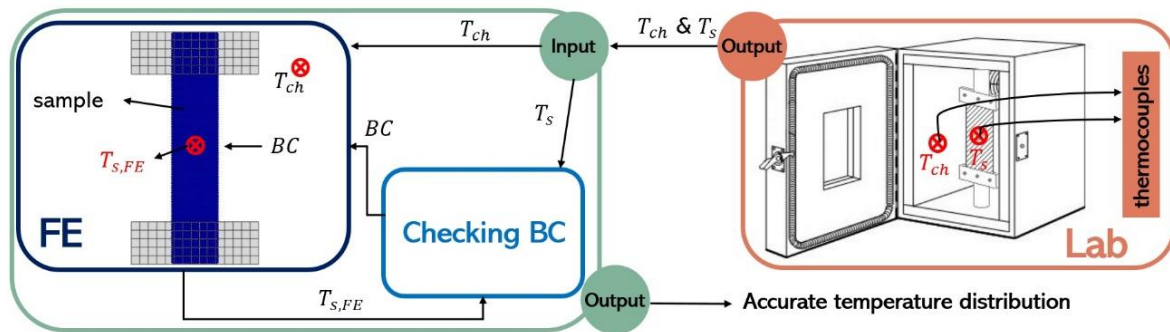 T_ch
Input
T_ch & T_s
Output
T_ch
sample
T_s
BC
BC
T_s,FE
FE
Checking BC
T_s,FE
Output
Accurate temperature distribution
T_ch
T_s
thermocouples
Lab